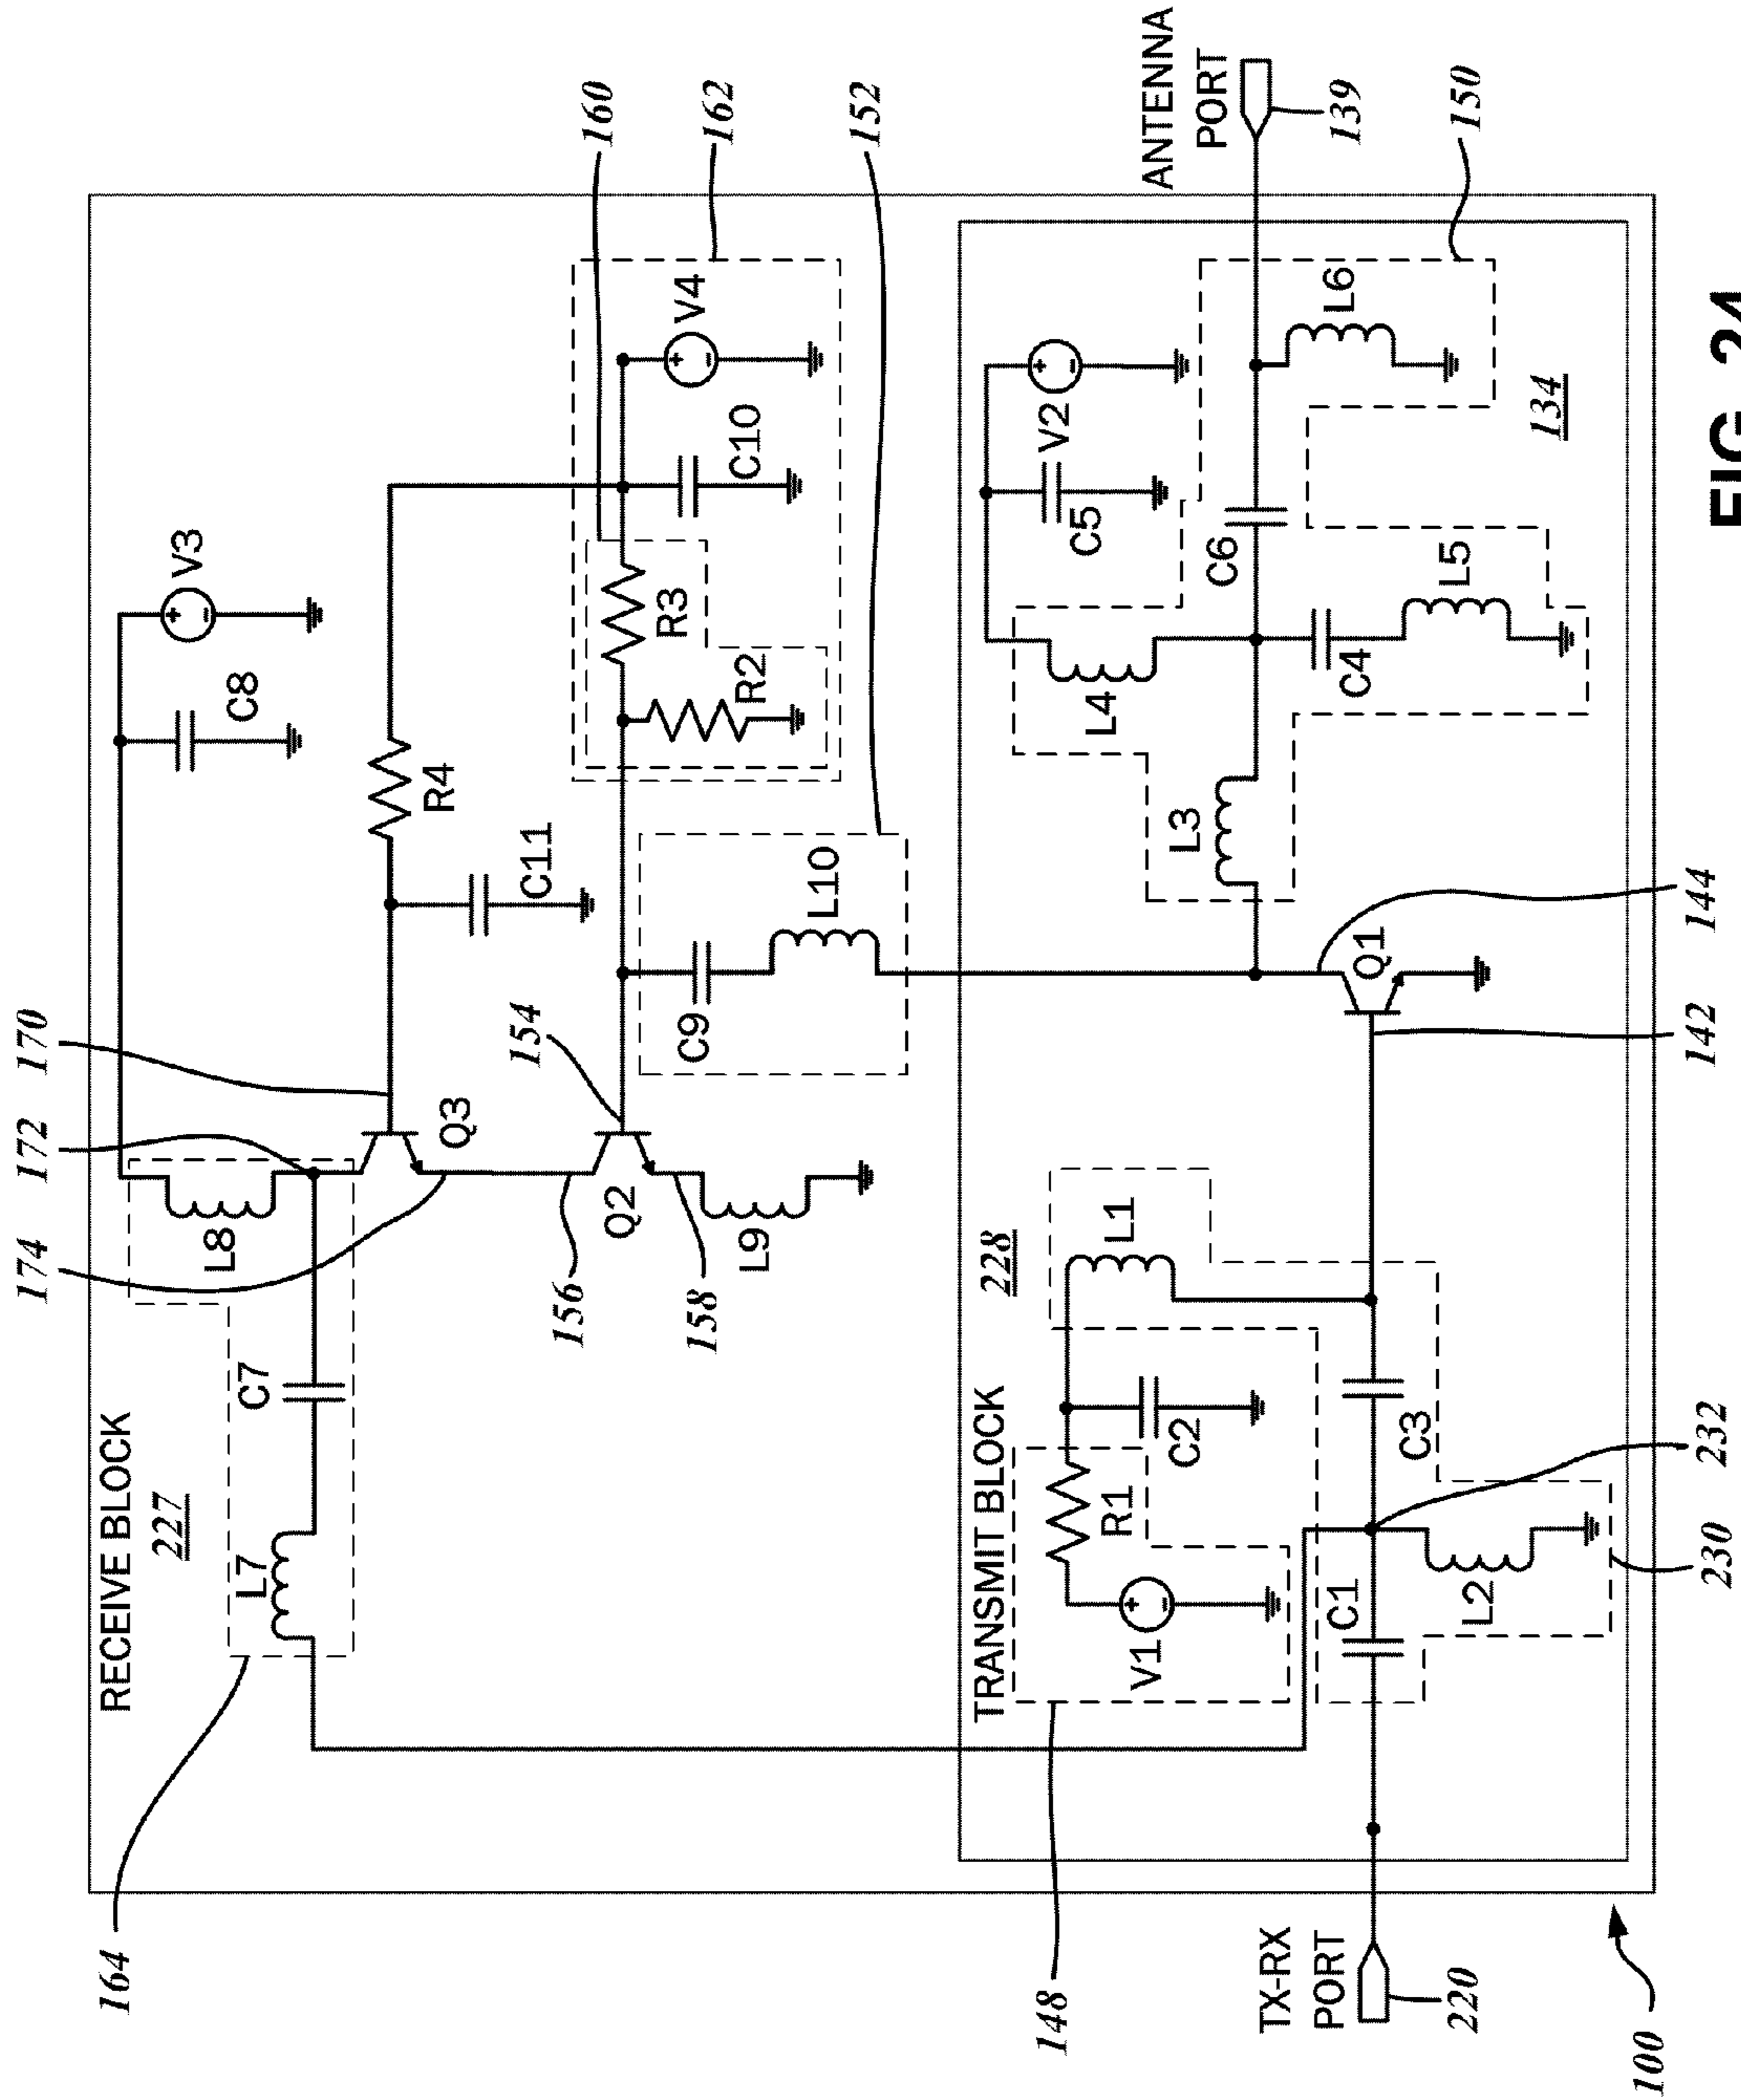 RECEIVE BLOCK
227
164
L7
C7
L8
174
172
170
V3
C8
Q3
R4
C11
160
162
152
154
156
Q2
158
L9
R3
R2
C10
V4
C9
L10
TRANSMIT BLOCK
228
148
V1
R1
C2
L1
C1
L2
C3
232
230
142
144
Q1
L3
L4
C5
V2
C6
C4
L5
L6
134
150
ANTENNA
PORT
139
TX-RX
PORT
220
100
FIG. 24